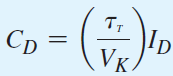 C_D = (τ_T / V_K) I_D